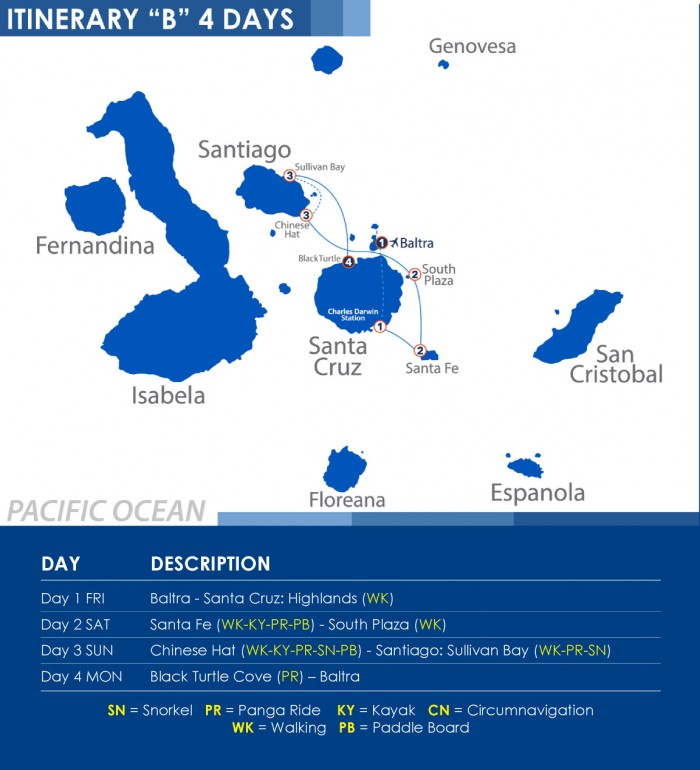 ITINERARY “B” 4 DAYS
Genovesa
Santiago
Sullivan Bay
3
3
Chinese
Hat
Fernandina
1
Baltra
Black Turtle
4
2
South
Plaza
Charles Darwin
Station
1
Santa
Cruz
2
Santa Fe
San
Cristobal
Isabela
Floreana
Espanola
PACIFIC OCEAN
DAY DESCRIPTION
Day 1 FRI Baltra - Santa Cruz: Highlands (WK)
Day 2 SAT Santa Fe (WK-KY-PR-PB) - South Plaza (WK)
Day 3 SUN Chinese Hat (WK-KY-PR-SN-PB) - Santiago: Sullivan Bay (WK-PR-SN)
Day 4 MON Black Turtle Cove (PR) – Baltra
SN = Snorkel PR = Panga Ride KY = Kayak CN = Circumnavigation
WK = Walking PB = Paddle Board